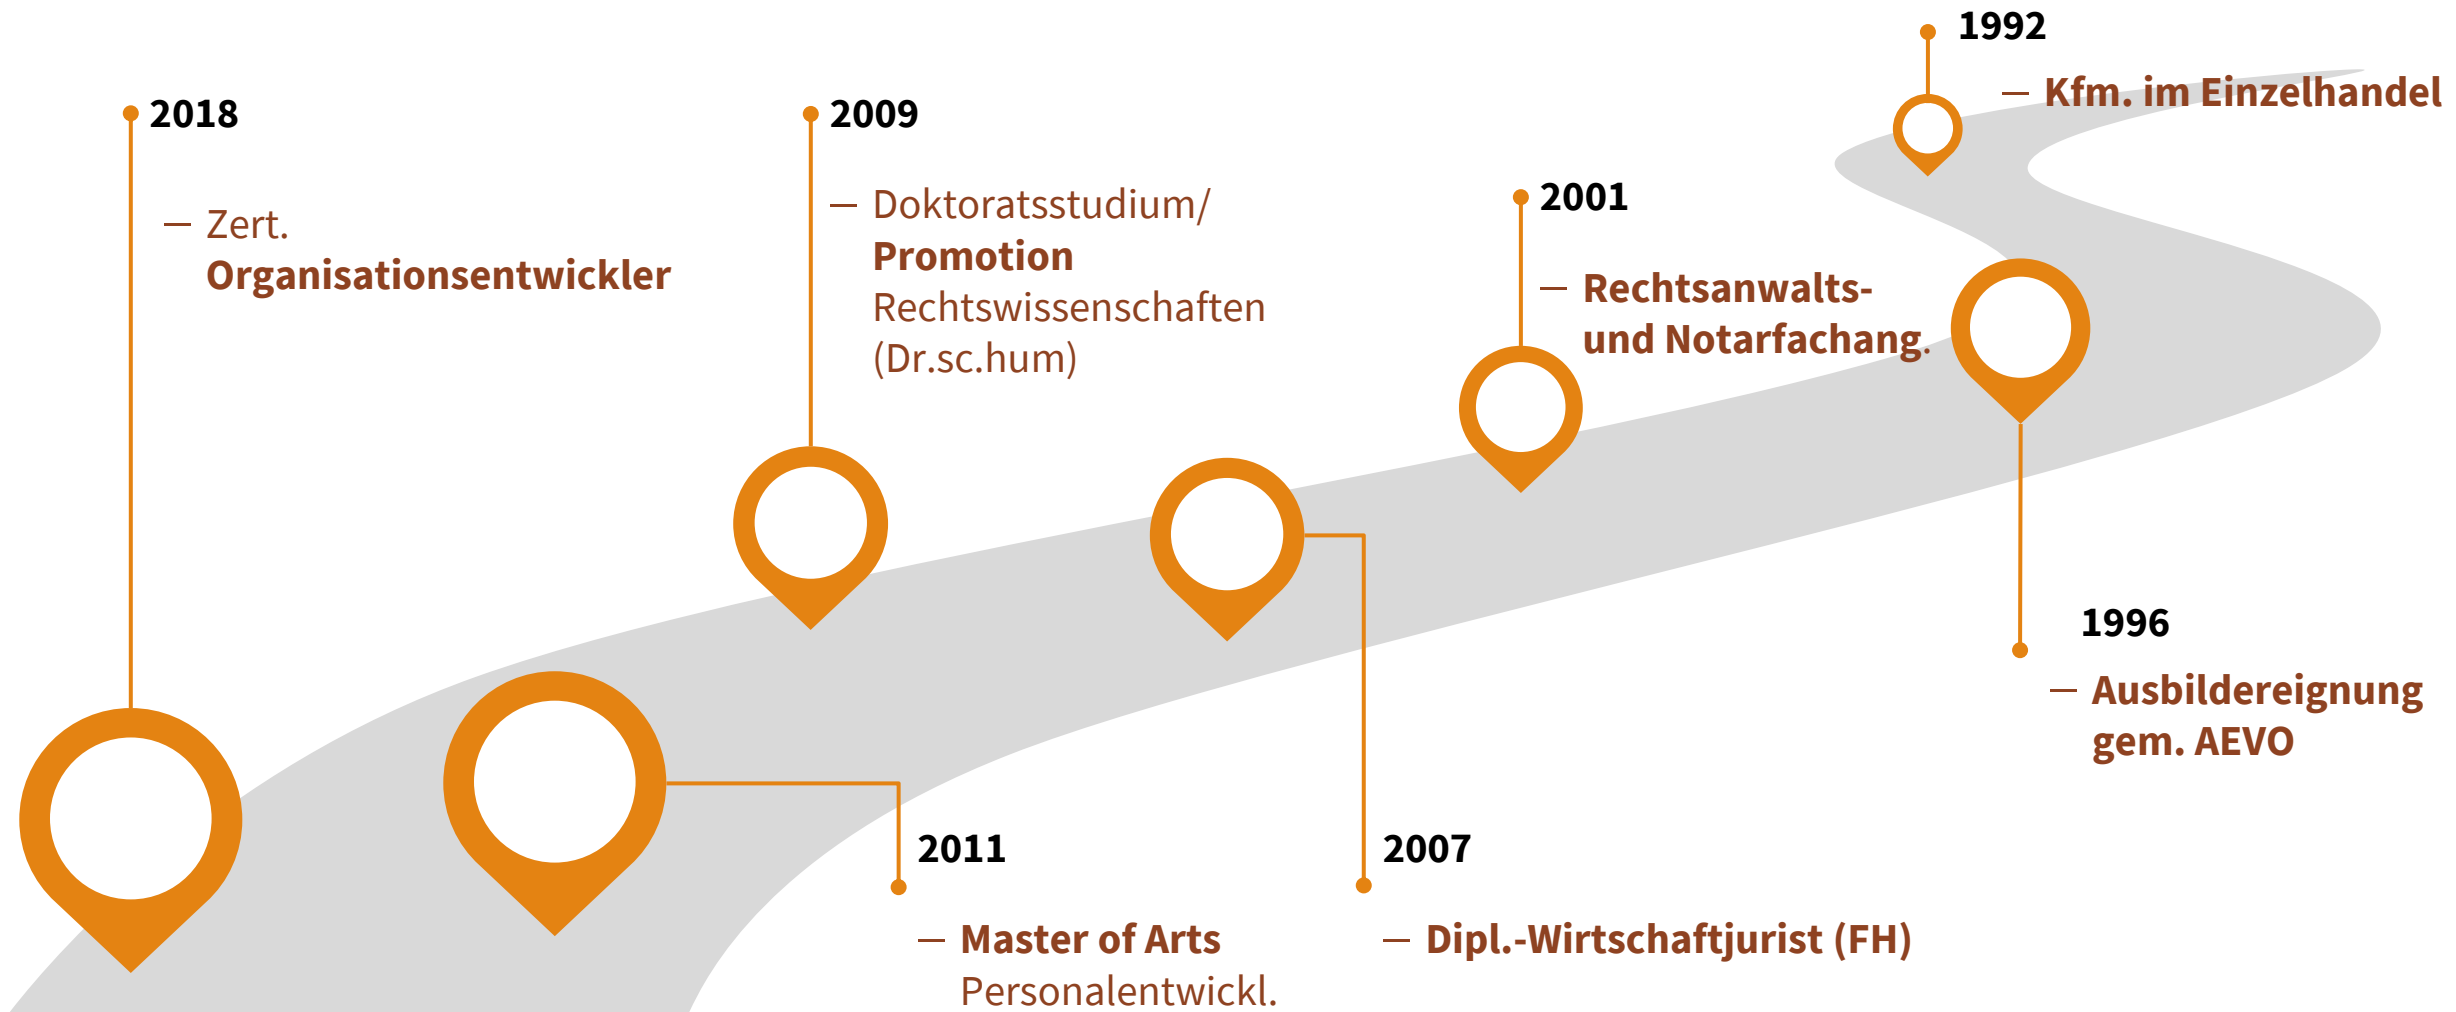 2018
— Zert.
Organisationsentwickler
2009
— Doktoratsstudium/
Promotion
Rechtswissenschaften
(Dr.sc.hum)
2001
— Rechtsanwalts-
und Notarfachang.
1992
— Kfm. im Einzelhandel
2011
— Master of Arts
Personalentwickl.
2007
— Dipl.-Wirtschaftjurist (FH)
1996
— Ausbildereignung
gem. AEVO